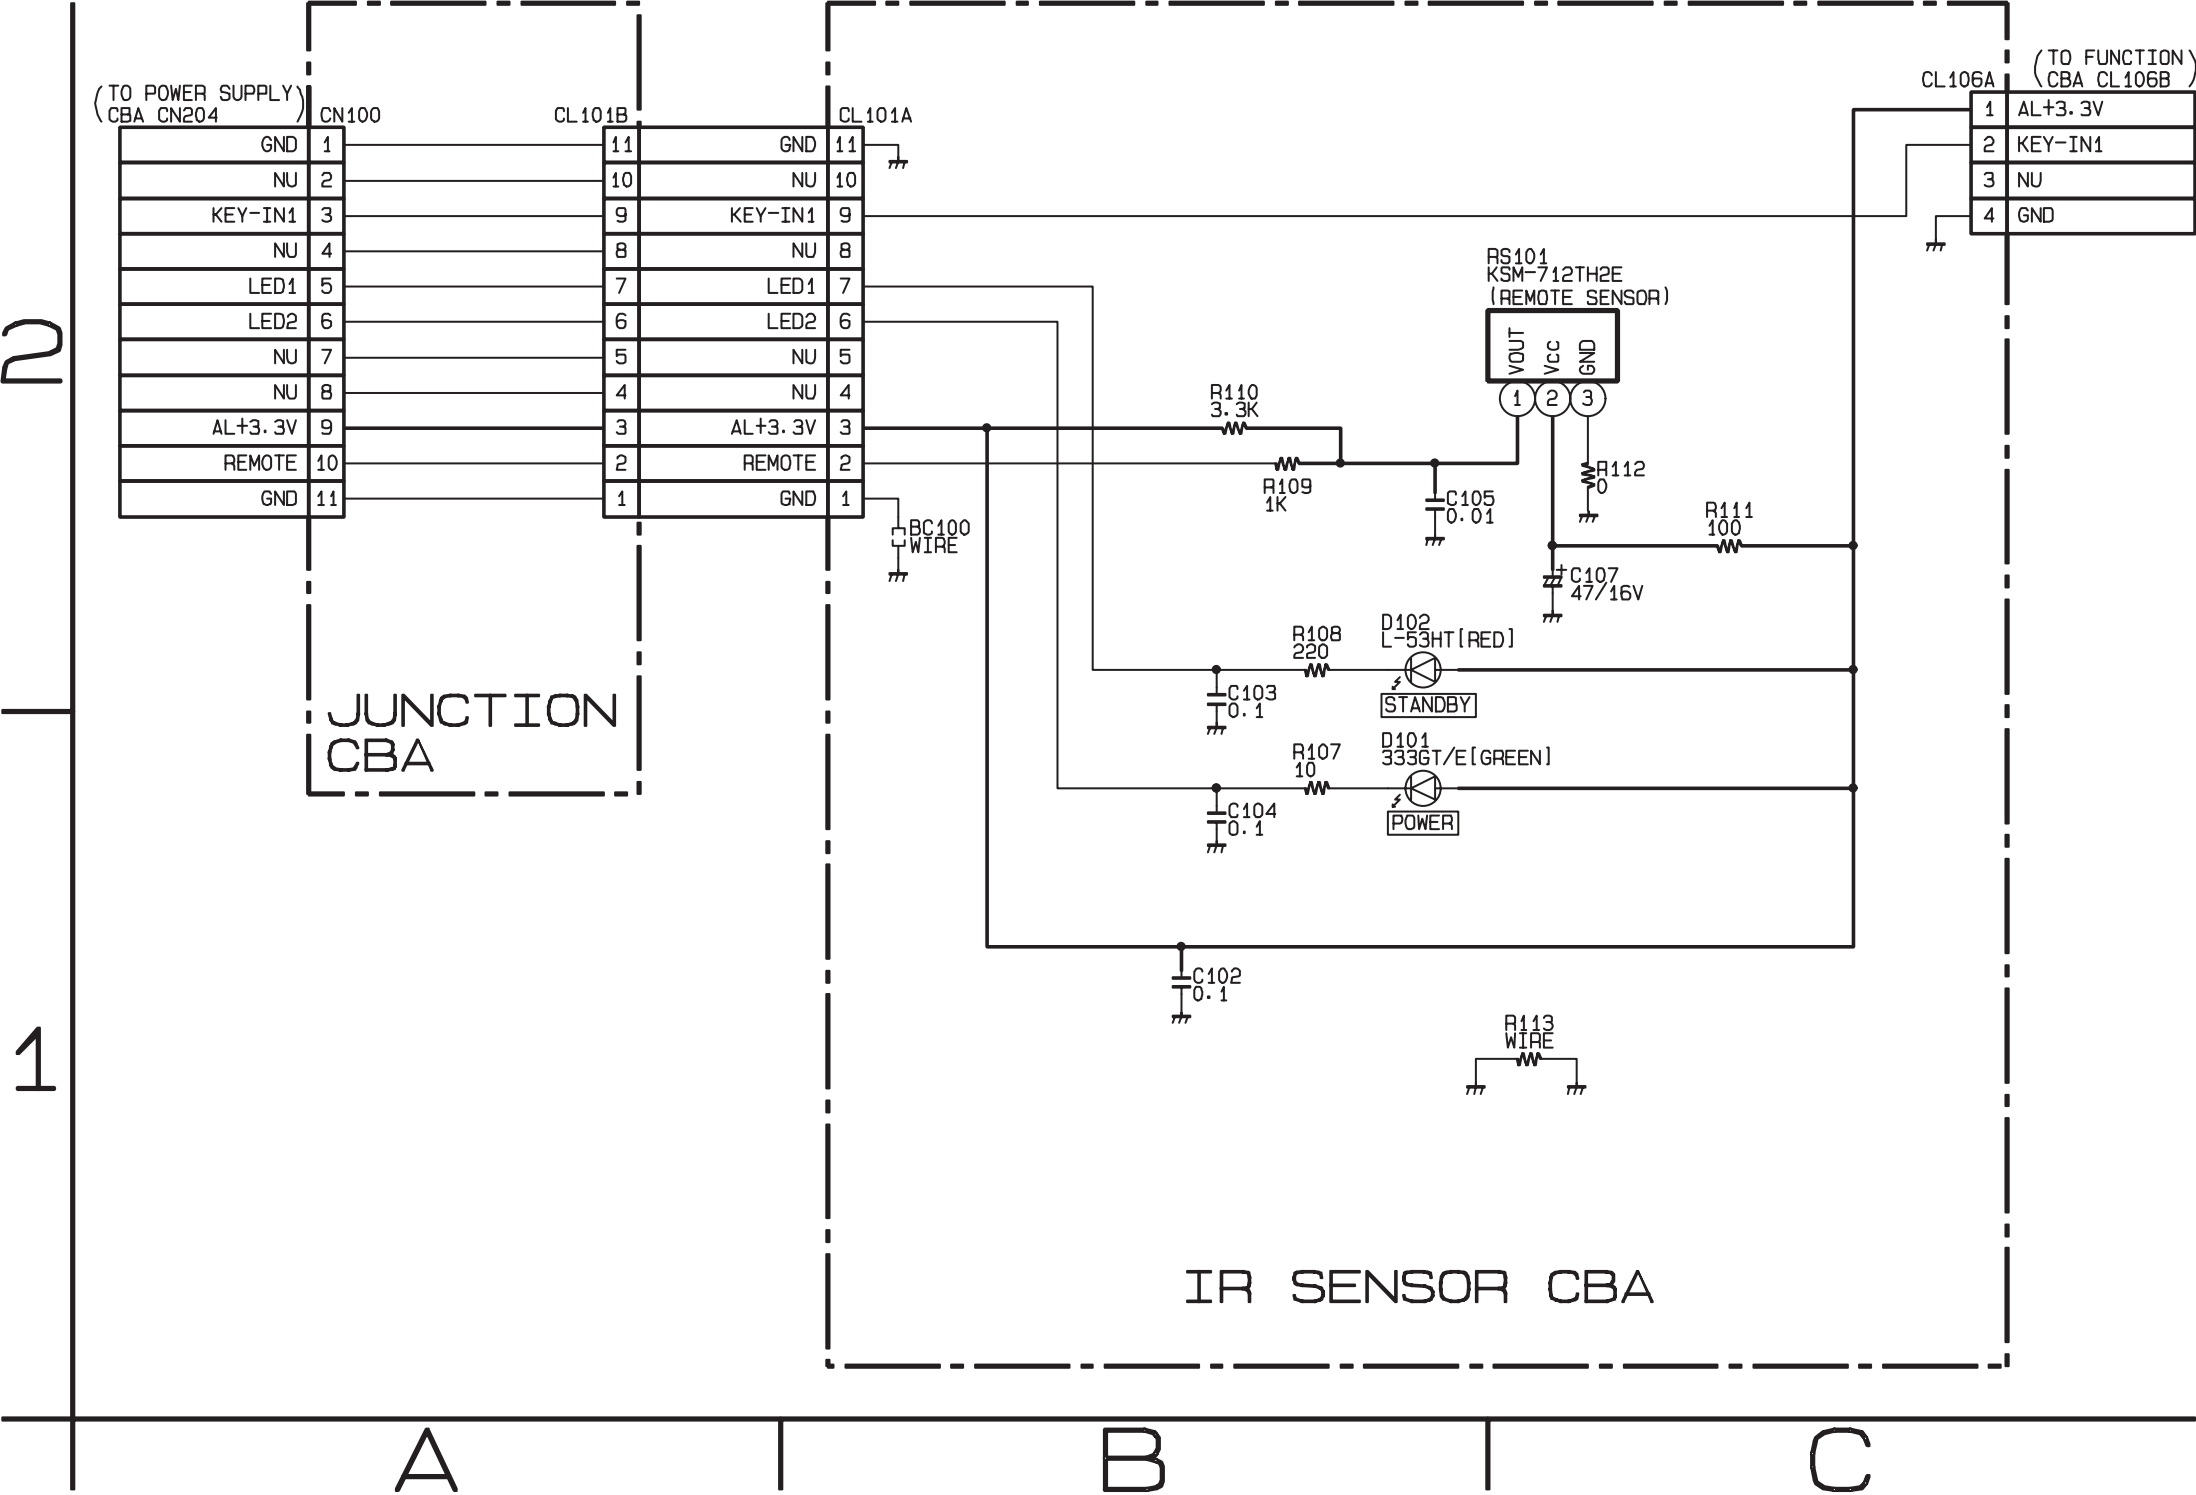 (TO POWER SUPPLY)
(CBA CN204)
CN100
GND 1
NU 2
KEY-IN1 3
NU 4
LED1 5
LED2 6
NU 7
NU 8
AL+3.3V 9
REMOTE 10
GND 11
CL101B
11
10
9
8
7
6
5
4
3
2
1
CL101A
GND 11
NU 10
KEY-IN1 9
NU 8
LED1 7
LED2 6
NU 5
NU 4
AL+3.3V 3
REMOTE 2
GND 1
BC100
WIRE
JUNCTION
CBA
CL106A
(TO FUNCTION)
(CBA CL106B)
1 AL+3.3V
2 KEY-IN1
3 NU
4 GND
RS101
KSM-712TH2E
(REMOTE SENSOR)
VOUT
VCC
GND
1 2 3
R110
3.3K
R109
1K
C105
0.01
R112
0
R111
100
+
C107
47/16V
R108
220
D102
L-53HT[RED]
STANDBY
C103
0.1
R107
10
D101
333GT/E[GREEN]
POWER
C104
0.1
C102
0.1
R113
WIRE
IR SENSOR CBA
2
1
A
B
C